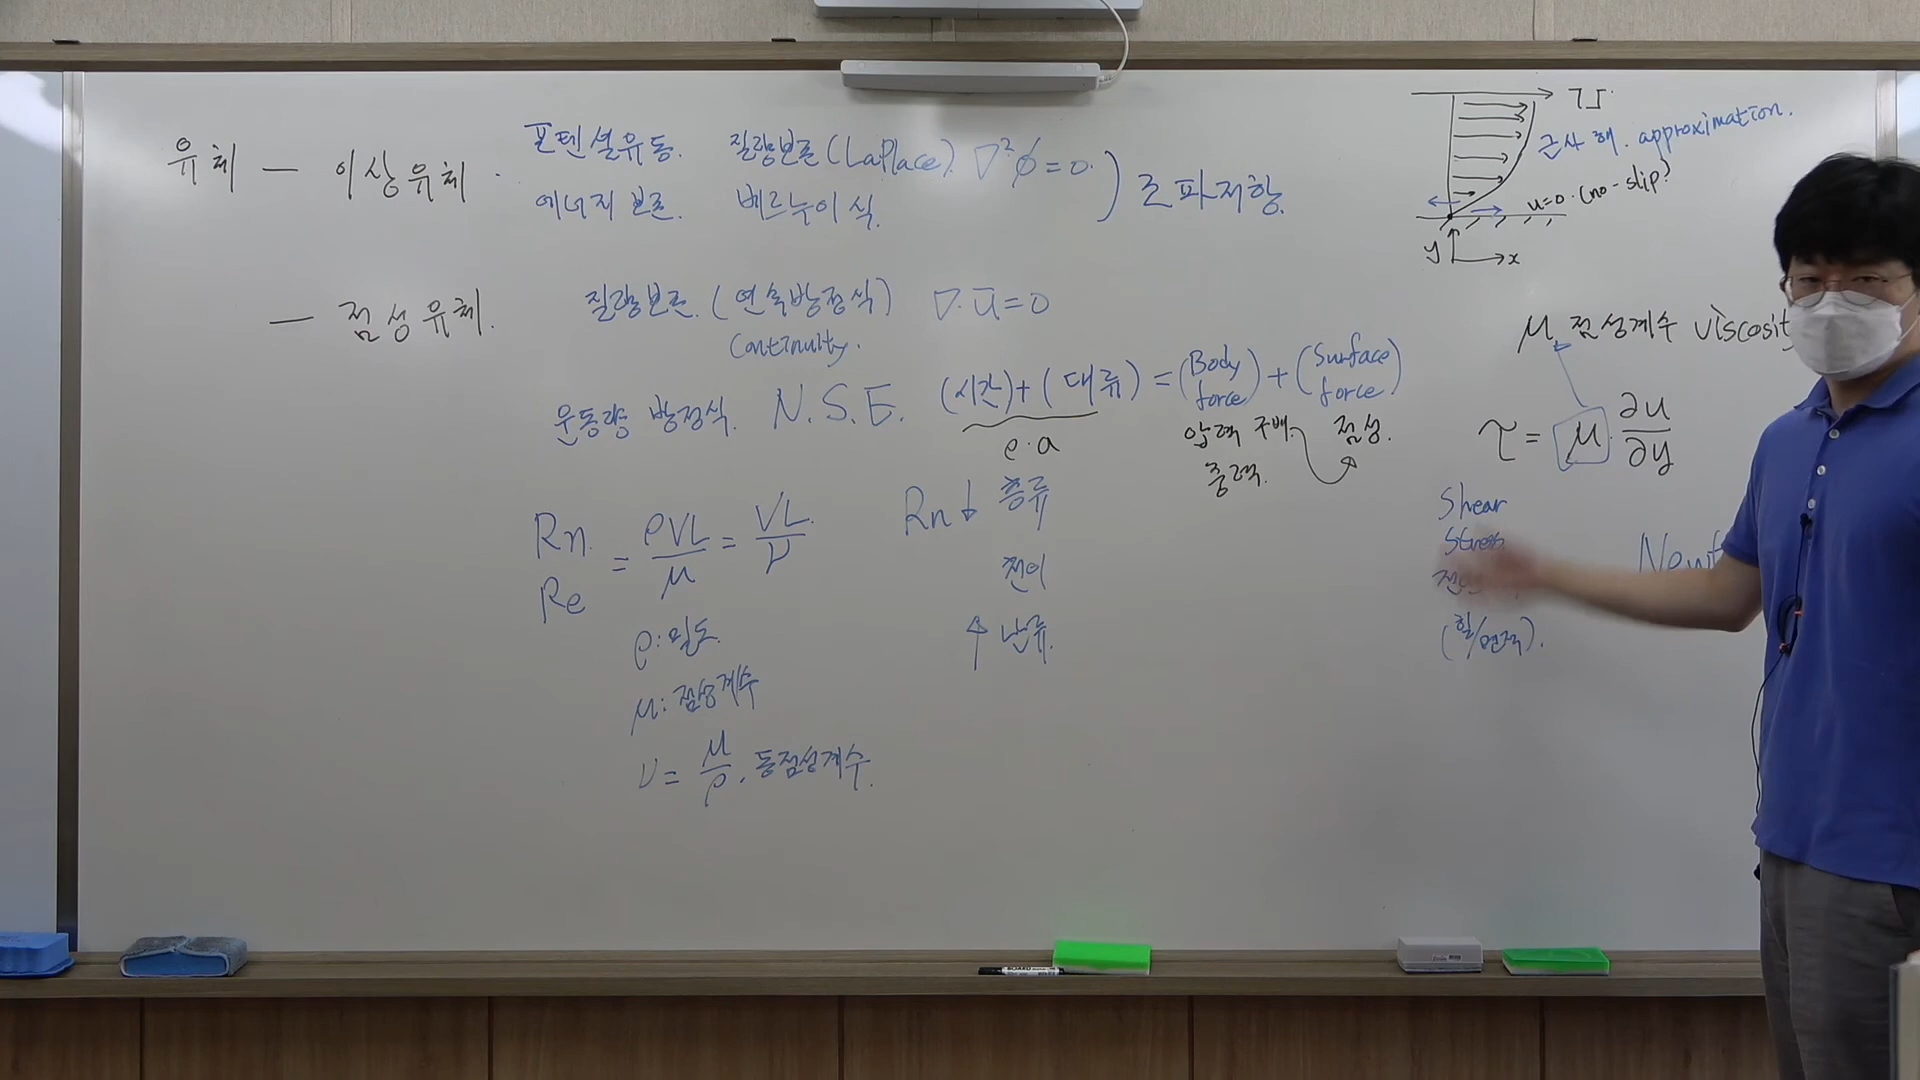 유체 — 이상유체.
포텐셜유동. 질량보존(LaPlace). ∇²ϕ=0.
에너지 보존. 베르누이 식.
) 조파저항.
— 점성유체.
질량보존. (연속방정식) ∇·u̅=0
Continuity.
운동량 방정식. N.S.E. (시간)+(대류)=(Body force)+(Surface force)
ρ·a
압력 구배. 점성.
중력.
Rn.
Re
= ρVL/μ = VL/ν.
ρ:밀도.
μ:점성계수
ν = μ/ρ. 동점성계수.
Rn↓ 층류
천이
↑ 난류.
U.
근사 해. approximation.
u=0.(no-slip)
y
x
μ 점성계수 viscosit
τ = μ ∂u/∂y
Shear
Stress
(힐/면적).